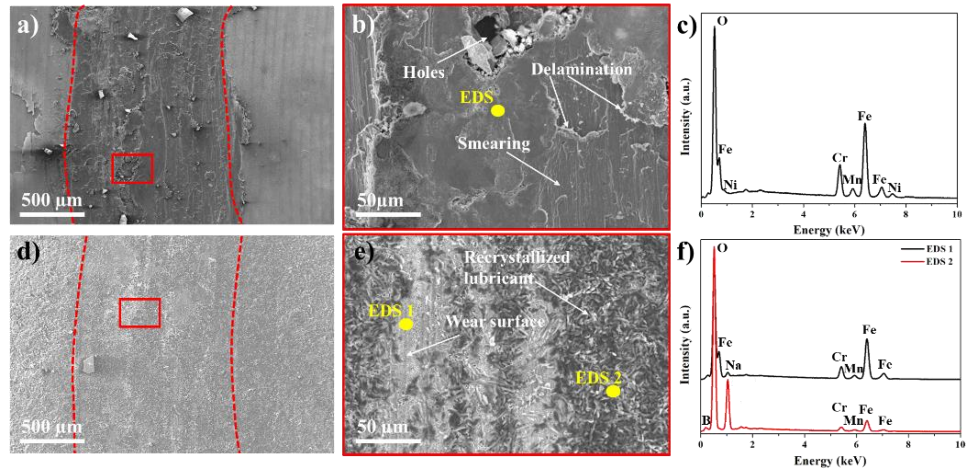 a)
500 µm
b)
Holes
Delamination
EDS
Smearing
50µm
c)
Intensity (a.u.)
O
Fe
Ni
Cr
Mn
Fe
Fe
Ni
0 2 4 6 8 10
Energy (keV)
d)
500 µm
e)
Recrystallized
lubricant
EDS 1
Wear surface
EDS 2
50 µm
f)
EDS 1
EDS 2
Intensity (a.u.)
O
Fe
Na
Cr
Mn
Fe
Fe
B
Cr
Mn
Fe
Fe
0 2 4 6 8 10
Energy (keV)